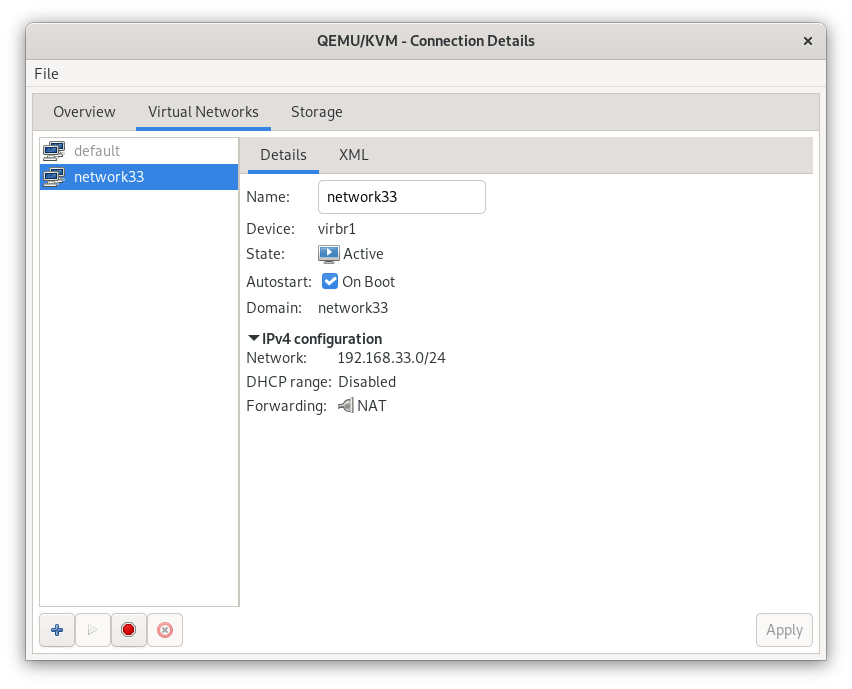 QEMU/KVM - Connection Details
File
Overview Virtual Networks Storage
default
network33
Details XML
Name: network33
Device: virbr1
State: Active
Autostart: On Boot
Domain: network33
IPv4 configuration
Network: 192.168.33.0/24
DHCP range: Disabled
Forwarding: NAT
Apply